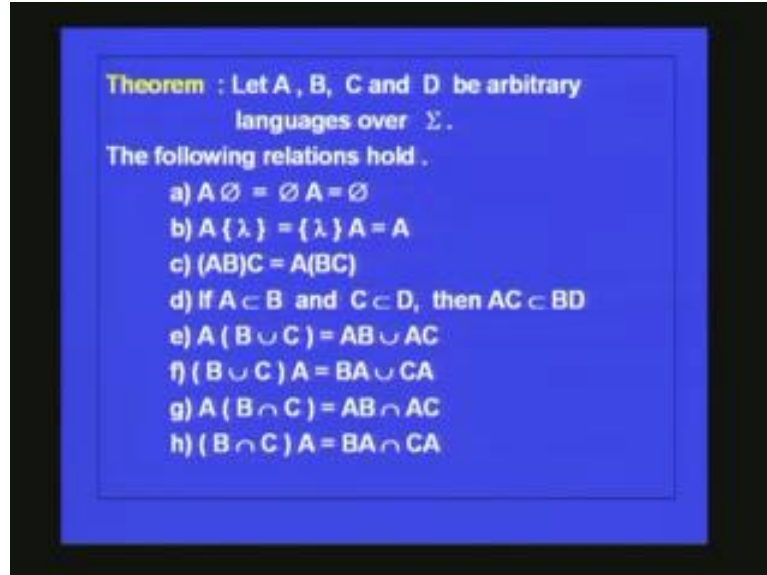 Theorem : Let A , B, C and D be arbitrary
languages over Σ .
The following relations hold .
a) A ∅ = ∅ A = ∅
b) A { λ } = { λ } A = A
c) (AB)C = A(BC)
d) If A ⊂ B and C ⊂ D, then AC ⊂ BD
e) A ( B ∪ C ) = AB ∪ AC
f) ( B ∪ C ) A = BA ∪ CA
g) A ( B ∩ C ) = AB ∩ AC
h) ( B ∩ C ) A = BA ∩ CA